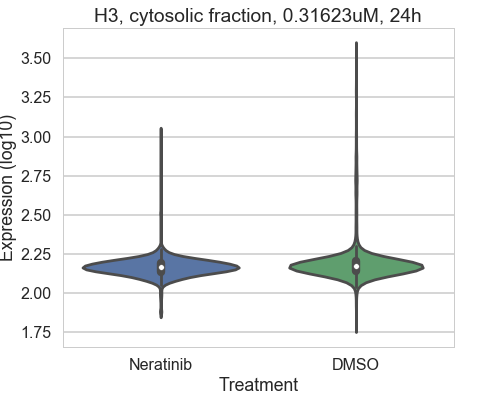 H3, cytosolic fraction, 0.31623uM, 24h
Expression (log10)
3.50
3.25
3.00
2.75
2.50
2.25
2.00
1.75
Neratinib DMSO
Treatment